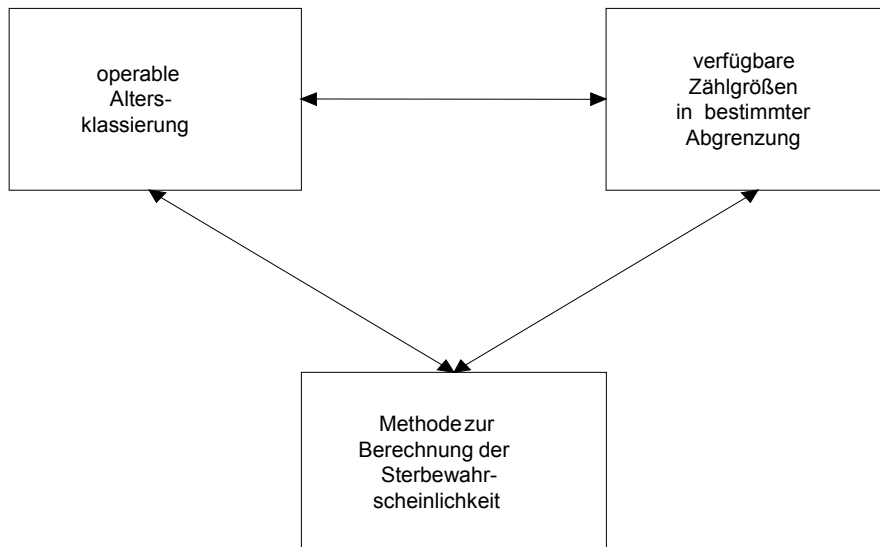 operable
Alters-
klassierung
verfügbare
Zählgrößen
in bestimmter
Abgrenzung
Methode zur
Berechnung der
Sterbewahr-
scheinlichkeit